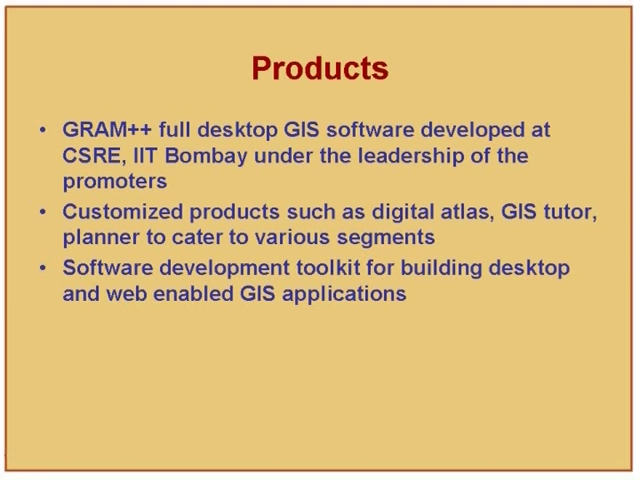 Products
• GRAM++ full desktop GIS software developed at
CSRE, IIT Bombay under the leadership of the
promoters
• Customized products such as digital atlas, GIS tutor,
planner to cater to various segments
• Software development toolkit for building desktop
and web enabled GIS applications